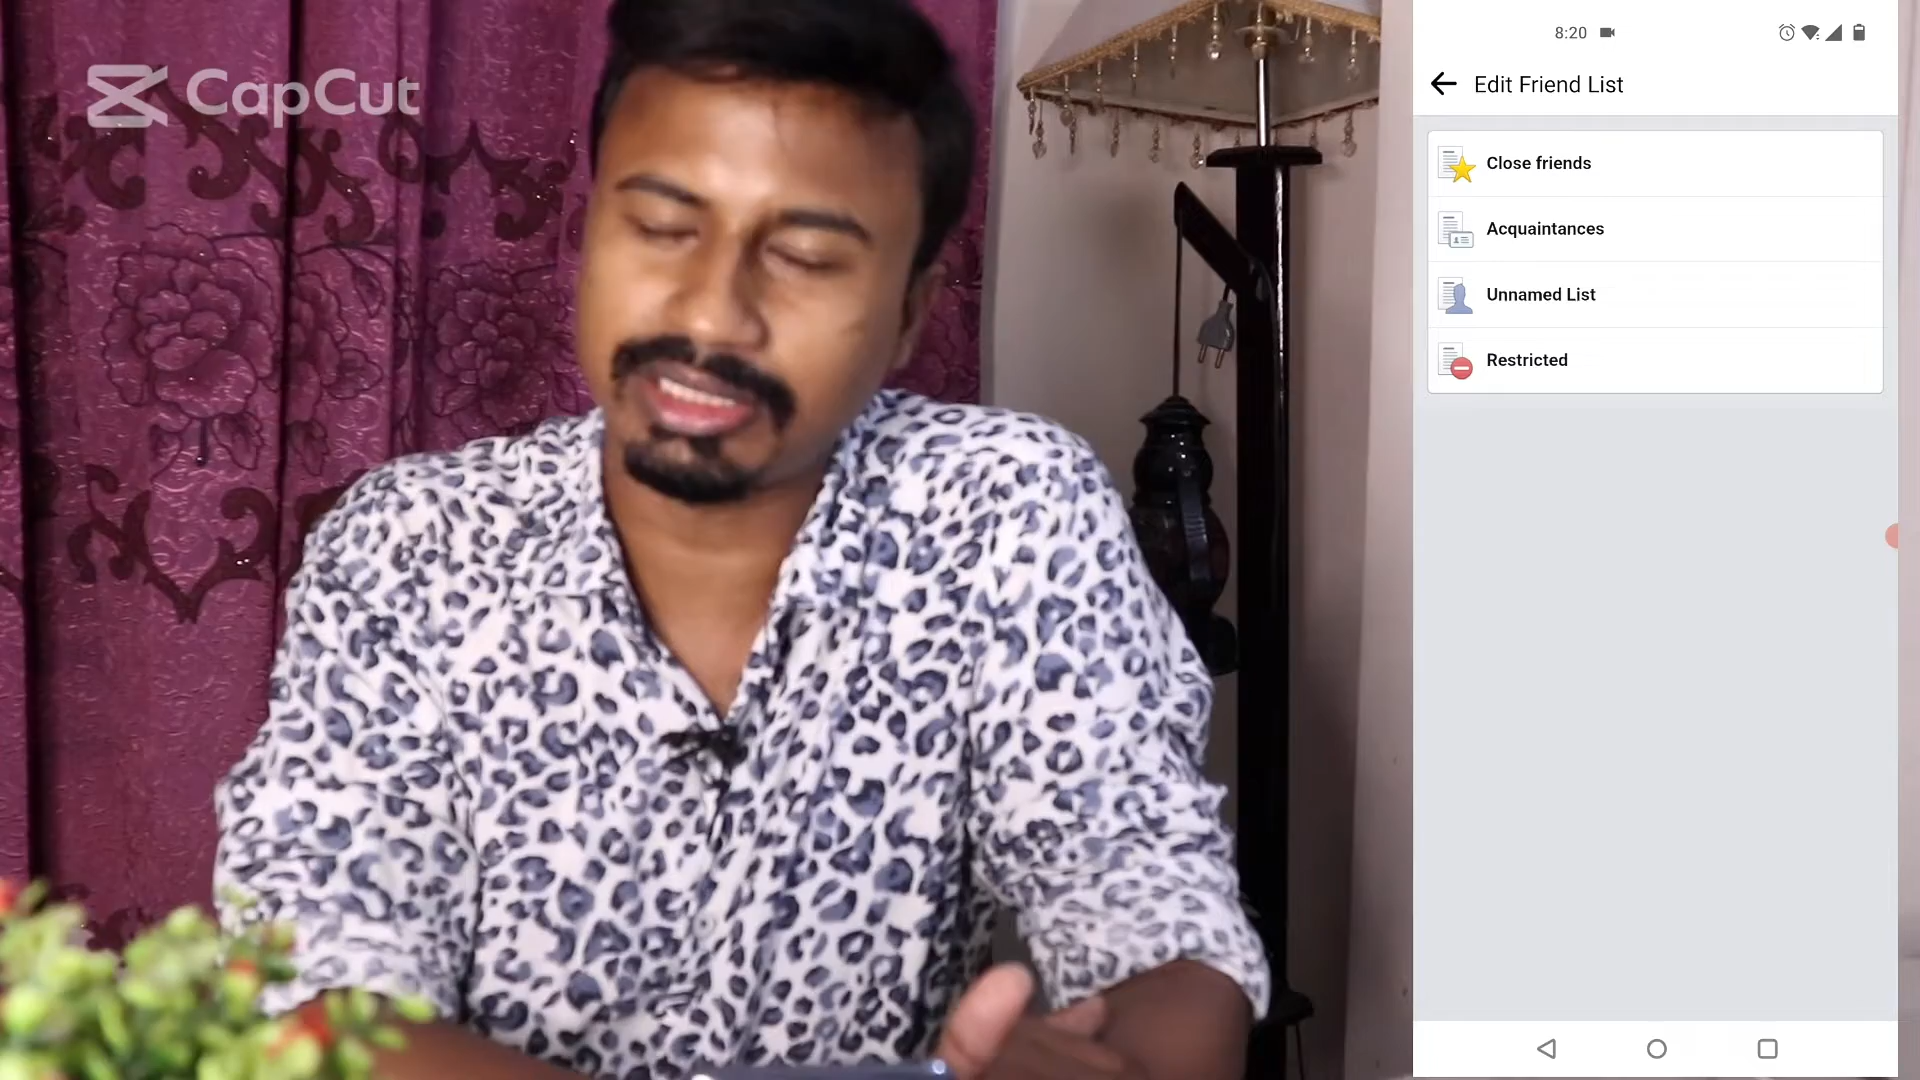 CapCut
8:20
Edit Friend List
Close friends
Acquaintances
Unnamed List
Restricted